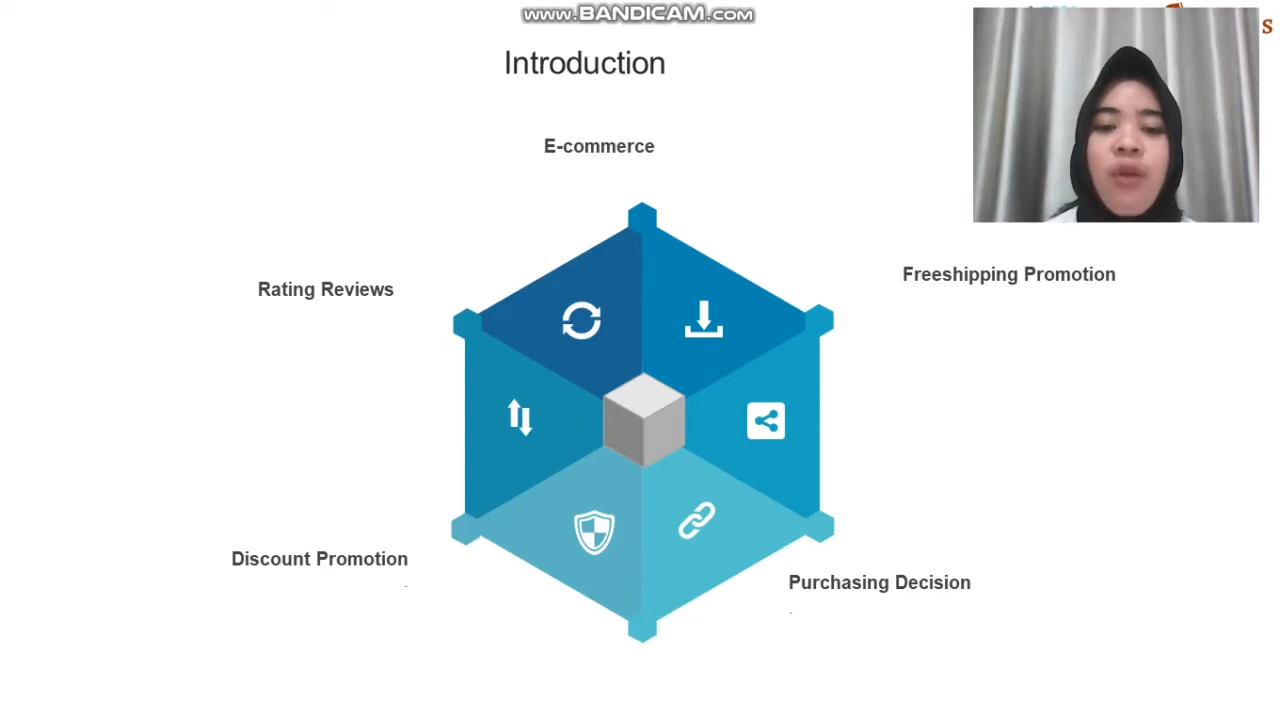 www.BANDICAM.com
Introduction
E-commerce
Freeshipping Promotion
Rating Reviews
Discount Promotion
Purchasing Decision